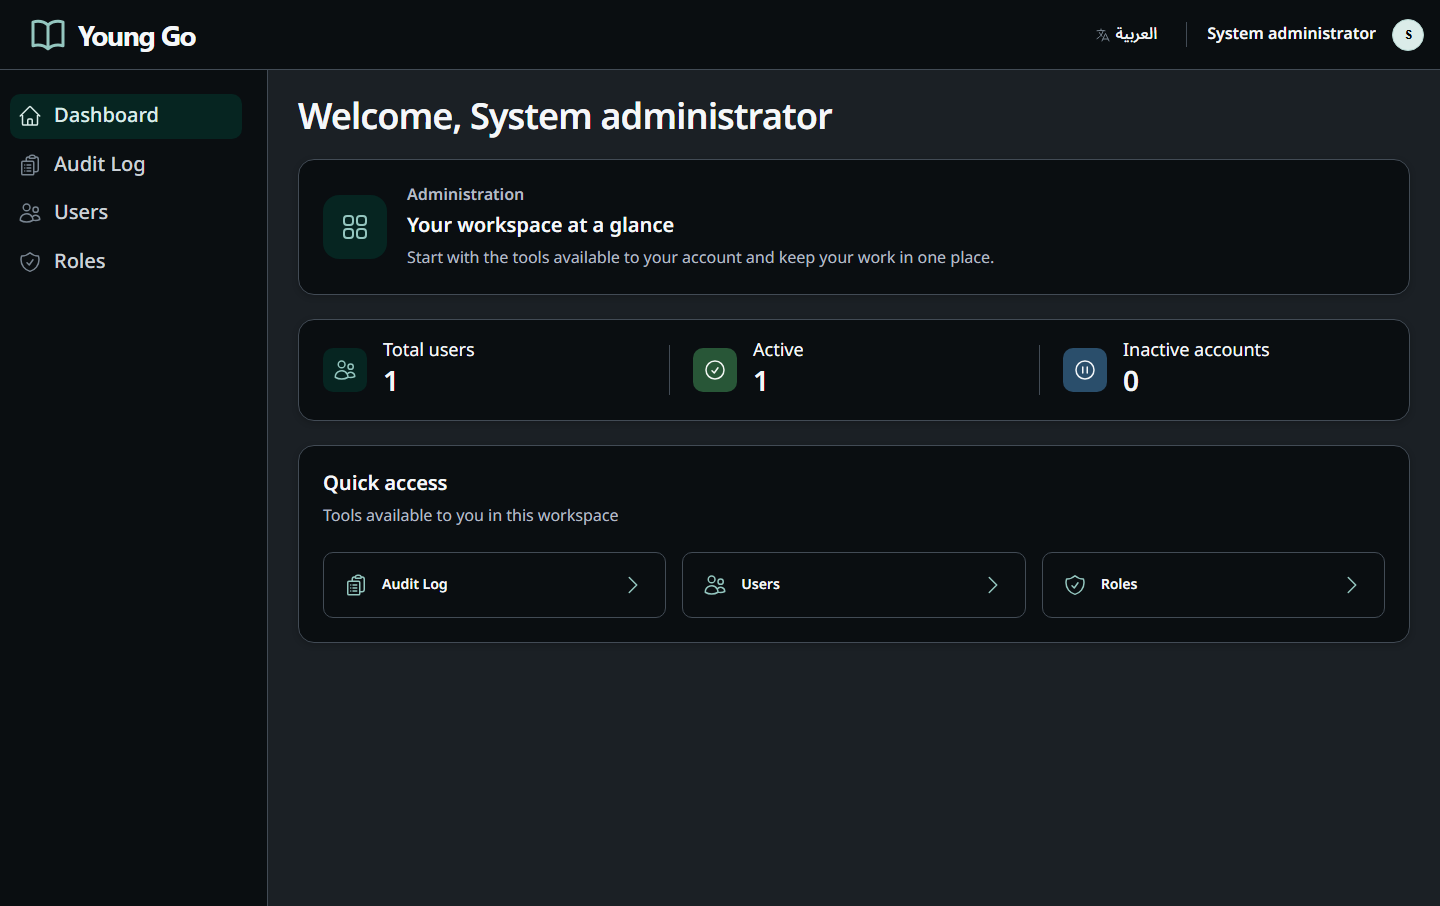 Young Go
العربية
System administrator
S
Dashboard
Audit Log
Users
Roles
Welcome, System administrator
Administration
Your workspace at a glance
Start with the tools available to your account and keep your work in one place.
Total users
1
Active
1
Inactive accounts
0
Quick access
Tools available to you in this workspace
Audit Log
Users
Roles